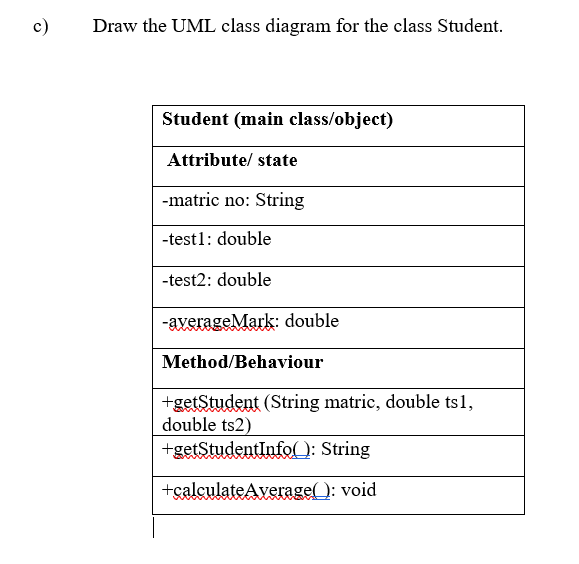 c) Draw the UML class diagram for the class Student.
Student (main class/object)
Attribute/ state
-matric no: String
-test1: double
-test2: double
-averageMark: double
Method/Behaviour
+getStudent (String matric, double ts1,
double ts2)
+getStudentInfo( ): String
+calculateAverage( ): void